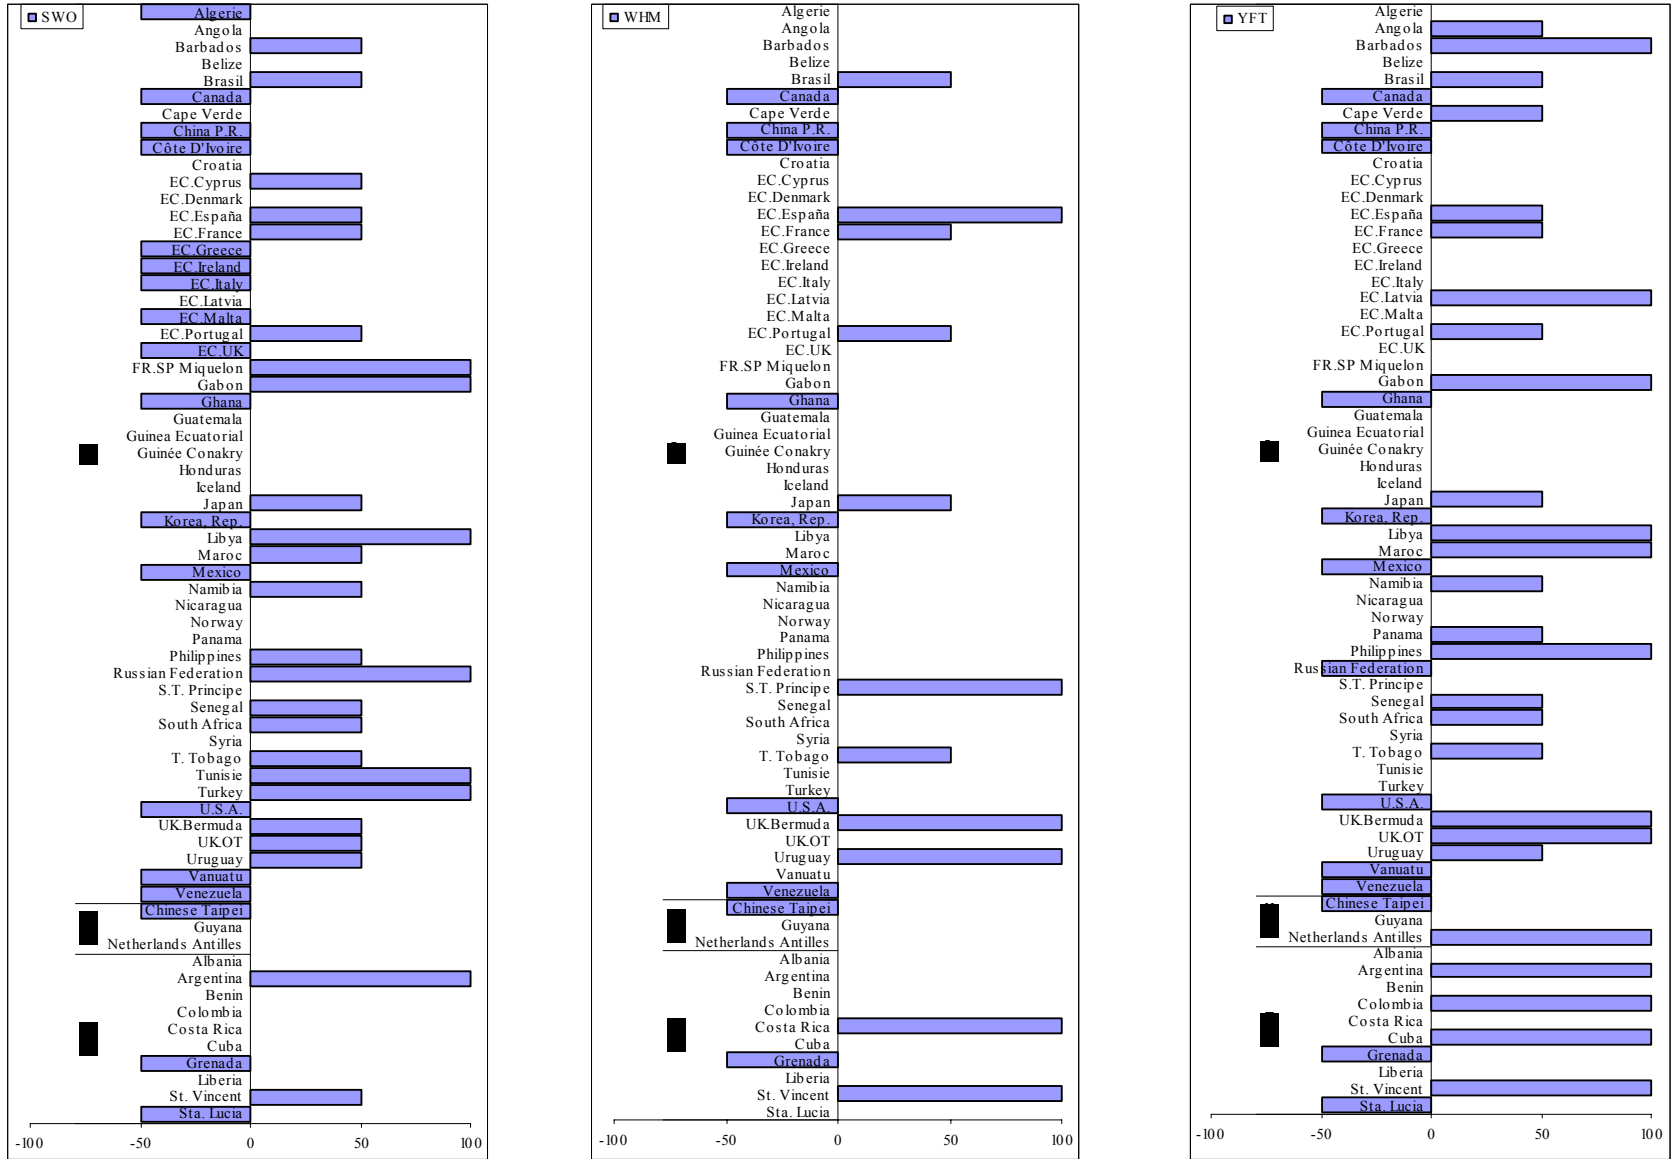 SWO
Algerie
Angola
Barbados
Belize
Brasil
Canada
Cape Verde
China P.R.
Côte D'Ivoire
Croatia
EC.Cyprus
EC.Denmark
EC.España
EC.France
EC.Greece
EC.Ireland
EC.Italy
EC.Latvia
EC.Malta
EC.Portugal
EC.UK
FR.SP Miquelon
Gabon
Ghana
Guatemala
Guinea Ecuatorial
Guinée Conakry
Honduras
Iceland
Japan
Korea, Rep.
Libya
Maroc
Mexico
Namibia
Nicaragua
Norway
Panama
Philippines
Russian Federation
S.T. Principe
Senegal
South Africa
Syria
T. Tobago
Tunisie
Turkey
U.S.A.
UK.Bermuda
UK.OT
Uruguay
Vanuatu
Venezuela
Chinese Taipei
Guyana
Netherlands Antilles
Albania
Argentina
Benin
Colombia
Costa Rica
Cuba
Grenada
Liberia
St. Vincent
Sta. Lucia
-100 -50 0 50 100
WHM
Algerie
Angola
Barbados
Belize
Brasil
Canada
Cape Verde
China P.R.
Côte D'Ivoire
Croatia
EC.Cyprus
EC.Denmark
EC.España
EC.France
EC.Greece
EC.Ireland
EC.Italy
EC.Latvia
EC.Malta
EC.Portugal
EC.UK
FR.SP Miquelon
Gabon
Ghana
Guatemala
Guinea Ecuatorial
Guinée Conakry
Honduras
Iceland
Japan
Korea, Rep.
Libya
Maroc
Mexico
Namibia
Nicaragua
Norway
Panama
Philippines
Russian Federation
S.T. Principe
Senegal
South Africa
Syria
T. Tobago
Tunisie
Turkey
U.S.A.
UK.Bermuda
UK.OT
Uruguay
Vanuatu
Venezuela
Chinese Taipei
Guyana
Netherlands Antilles
Albania
Argentina
Benin
Colombia
Costa Rica
Cuba
Grenada
Liberia
St. Vincent
Sta. Lucia
-100 -50 0 50 100
YFT
Algerie
Angola
Barbados
Belize
Brasil
Canada
Cape Verde
China P.R.
Côte D'Ivoire
Croatia
EC.Cyprus
EC.Denmark
EC.España
EC.France
EC.Greece
EC.Ireland
EC.Italy
EC.Latvia
EC.Malta
EC.Portugal
EC.UK
FR.SP Miquelon
Gabon
Ghana
Guatemala
Guinea Ecuatorial
Guinée Conakry
Honduras
Iceland
Japan
Korea, Rep.
Libya
Maroc
Mexico
Namibia
Nicaragua
Norway
Panama
Philippines
Russian Federation
S.T. Principe
Senegal
South Africa
Syria
T. Tobago
Tunisie
Turkey
U.S.A.
UK.Bermuda
UK.OT
Uruguay
Vanuatu
Venezuela
Chinese Taipei
Guyana
Netherlands Antilles
Albania
Argentina
Benin
Colombia
Costa Rica
Cuba
Grenada
Liberia
St. Vincent
Sta. Lucia
-100 -50 0 50 100